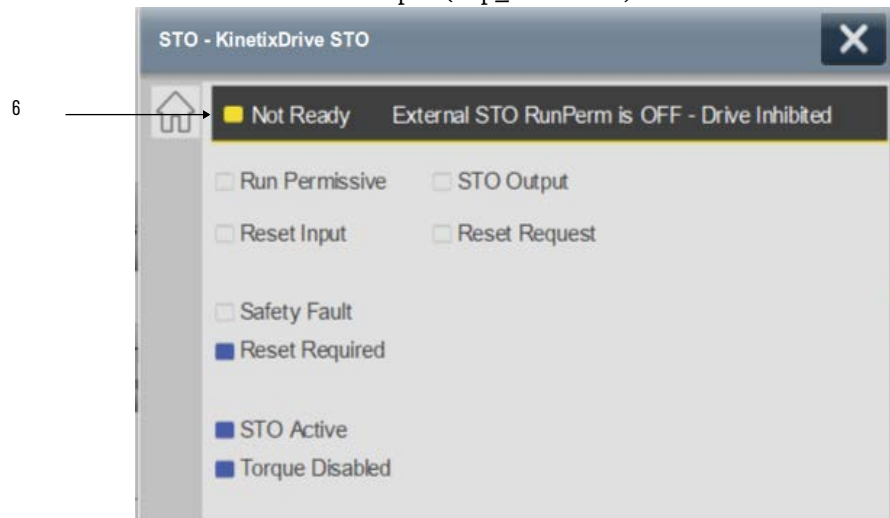 STO - KinetixDrive STO
6
Not Ready External STO RunPerm is OFF - Drive Inhibited
Run Permissive STO Output
Reset Input Reset Request
Safety Fault
Reset Required
STO Active
Torque Disabled